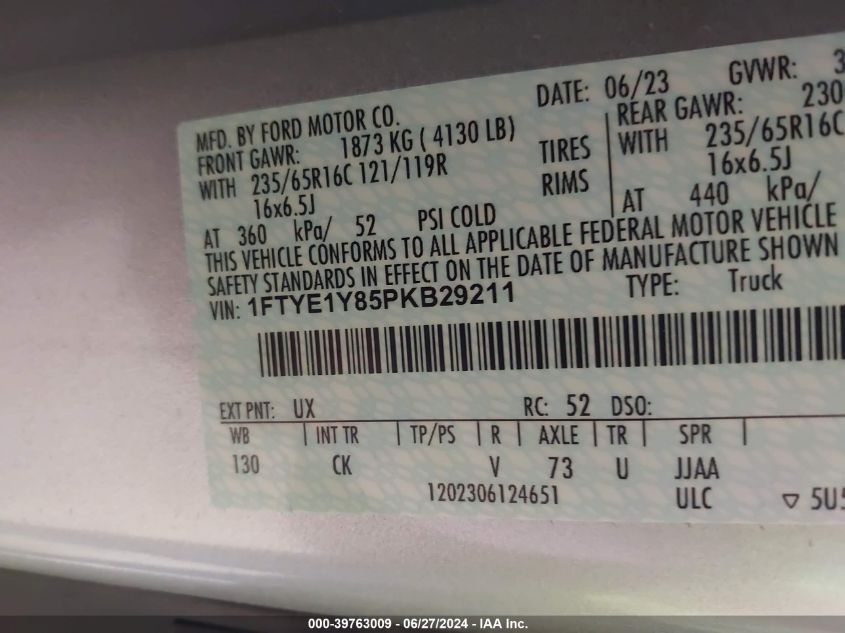 MFD. BY FORD MOTOR CO.
DATE: 06/23 GVWR: 3
FRONT GAWR: 1873 KG ( 4130 LB)
REAR GAWR: 230
WITH 235/65R16C 121/119R TIRES
WITH 235/65R16C
16x6.5J RIMS
16x6.5J
AT 360 kPa/ 52 PSI COLD
AT 440 kPa/
THIS VEHICLE CONFORMS TO ALL APPLICABLE FEDERAL MOTOR VEHICLE
SAFETY STANDARDS IN EFFECT ON THE DATE OF MANUFACTURE SHOWN
VIN: 1FTYE1Y85PKB29211 TYPE: Truck
EXT PNT: UX RC: 52 DSO:
WB | INT TR | TP/PS | R | AXLE | TR | SPR |
130 CK V 73 U JJAA
1202306124651 ULC ▽ 5U5
000-39763009 - 06/27/2024 - IAA Inc.